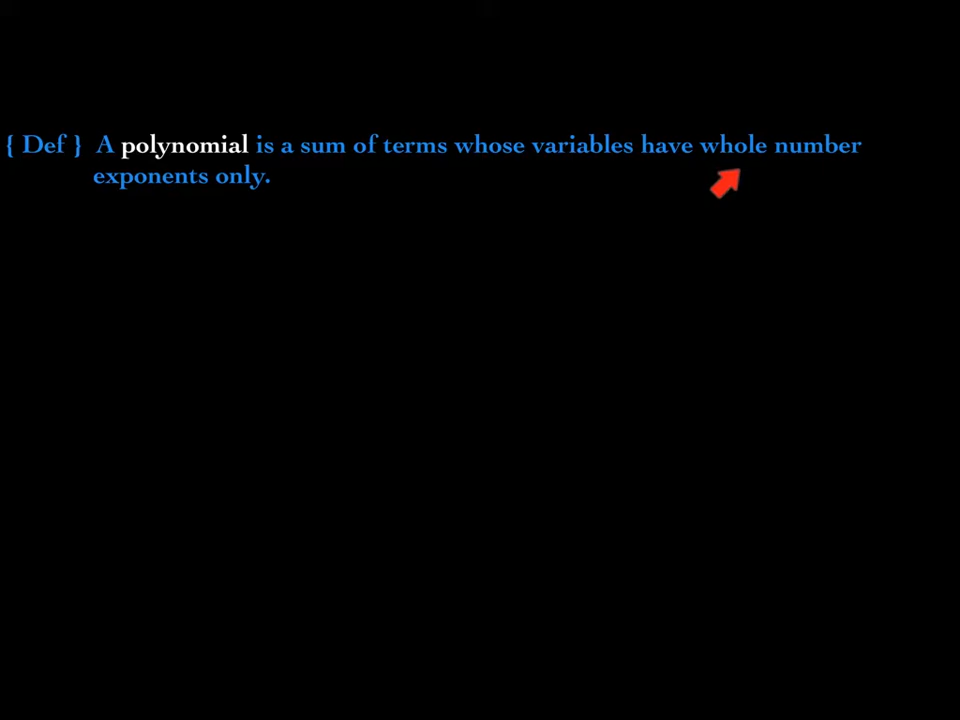 { Def } A polynomial is a sum of terms whose variables have whole number
exponents only.